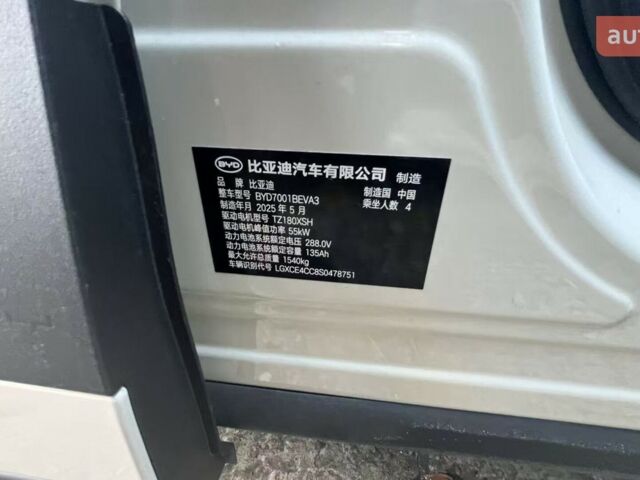 auto
BYD 比亚迪汽车有限公司 制造
品 牌 比亚迪 制造国 中国
整车型号 BYD7001BEVA3 乘坐人数 4
制造年月 2025 年 5 月
驱动电机型号 TZ180XSH
驱动电机峰值功率 55kW
动力电池系统额定电压 288.0V
动力电池系统额定容量 135Ah
最大允许总质量 1540kg
车辆识别代号 LGXCE4CC8S0478751